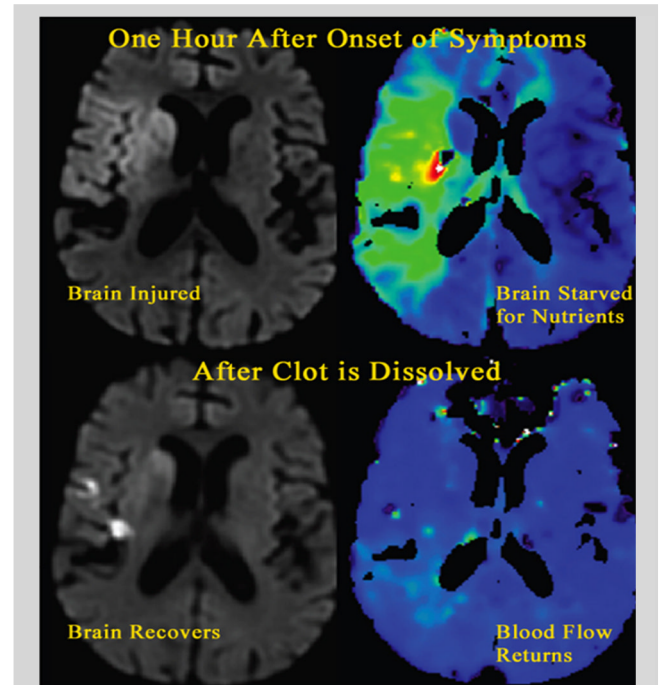 One Hour After Onset of Symptoms
Brain Injured
Brain Starved
for Nutrients
After Clot is Dissolved
Brain Recovers
Blood Flow
Returns